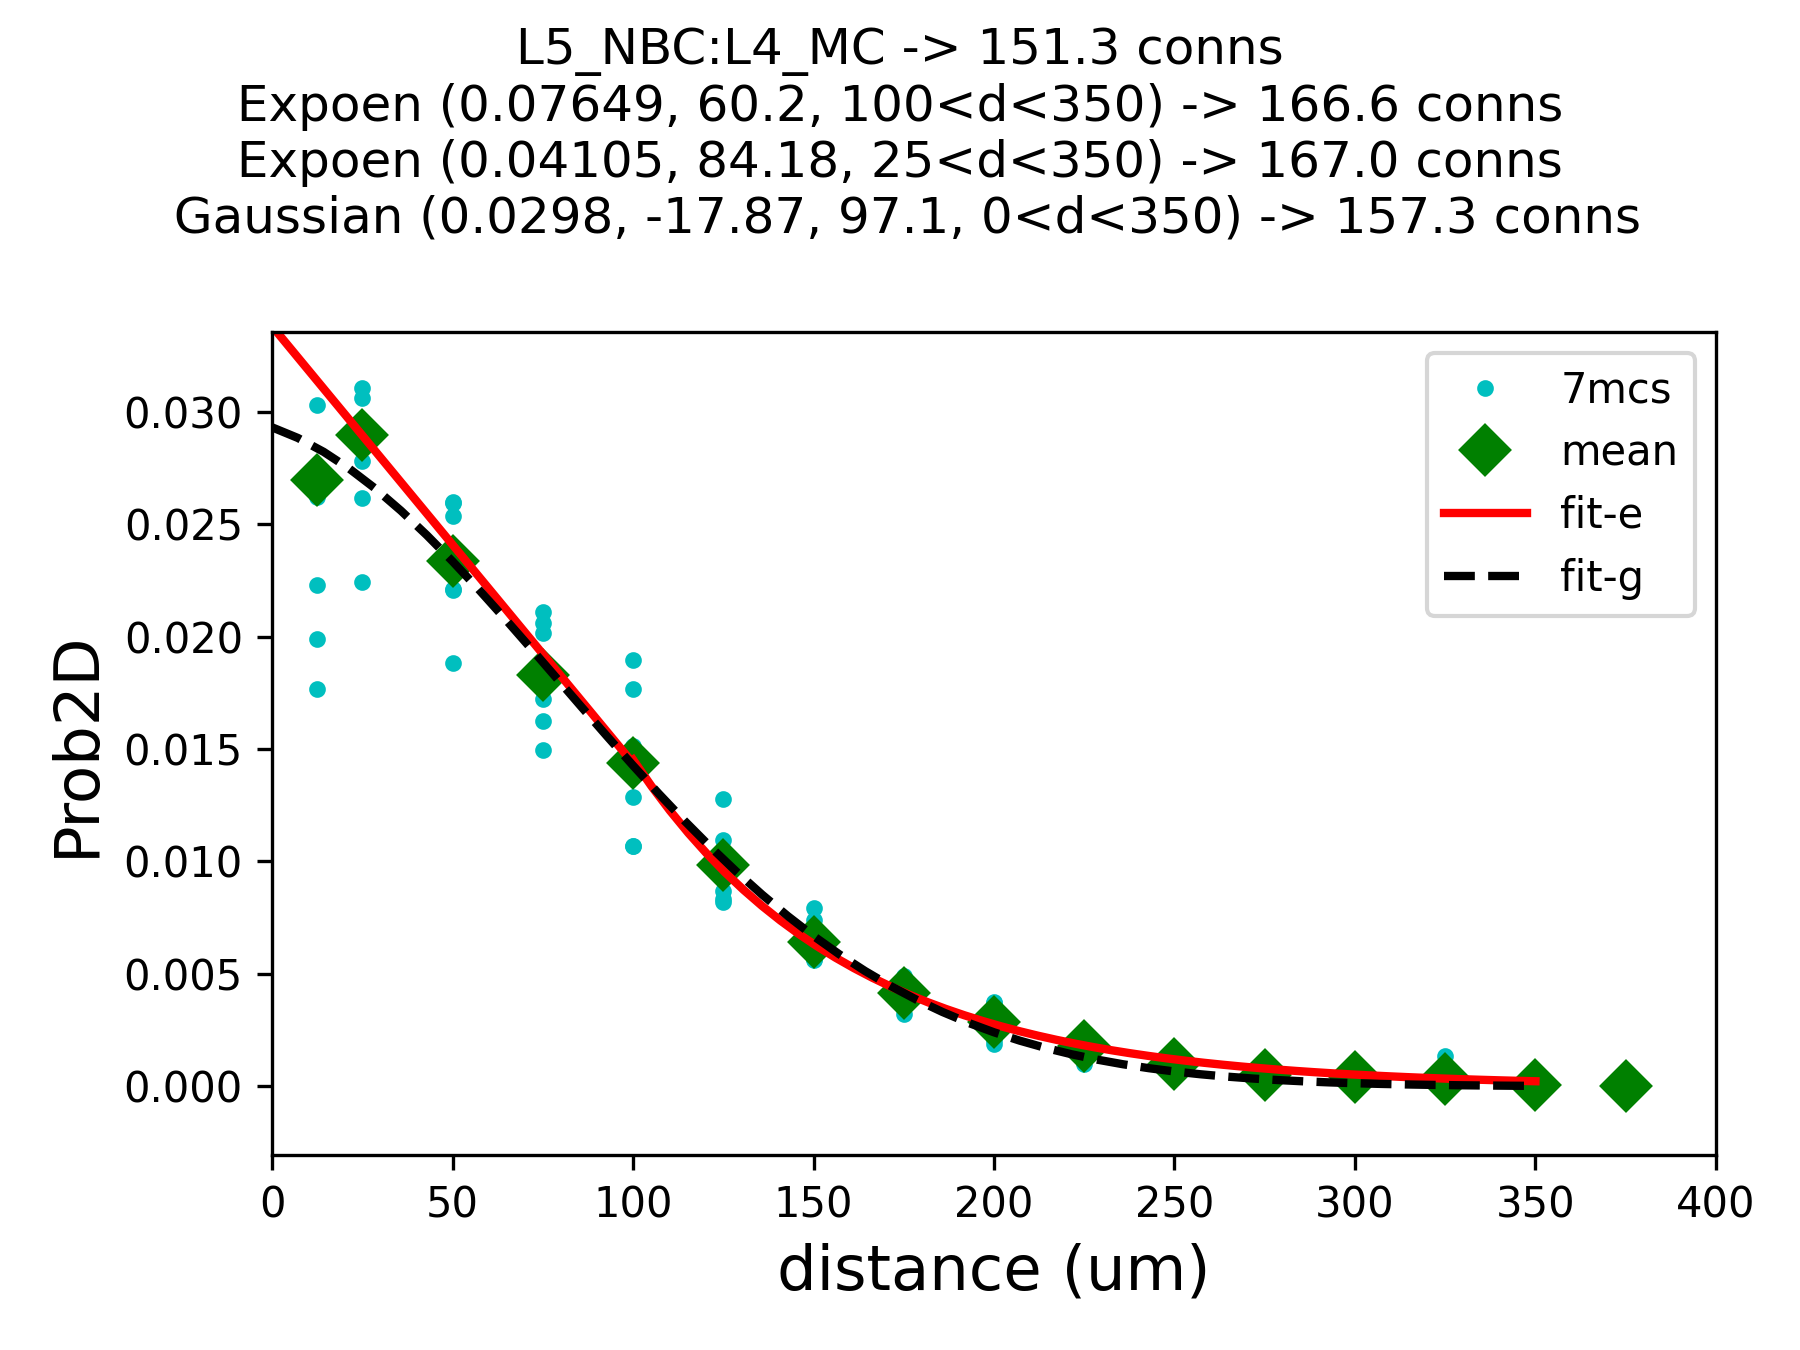 L5_NBC:L4_MC -> 151.3 conns
Expoen (0.07649, 60.2, 100<d<350) -> 166.6 conns
Expoen (0.04105, 84.18, 25<d<350) -> 167.0 conns
Gaussian (0.0298, -17.87, 97.1, 0<d<350) -> 157.3 conns
7mcs
mean
fit-e
fit-g
0.030
0.025
0.020
0.015
0.010
0.005
0.000
Prob2D
0 50 100 150 200 250 300 350 400
distance (um)